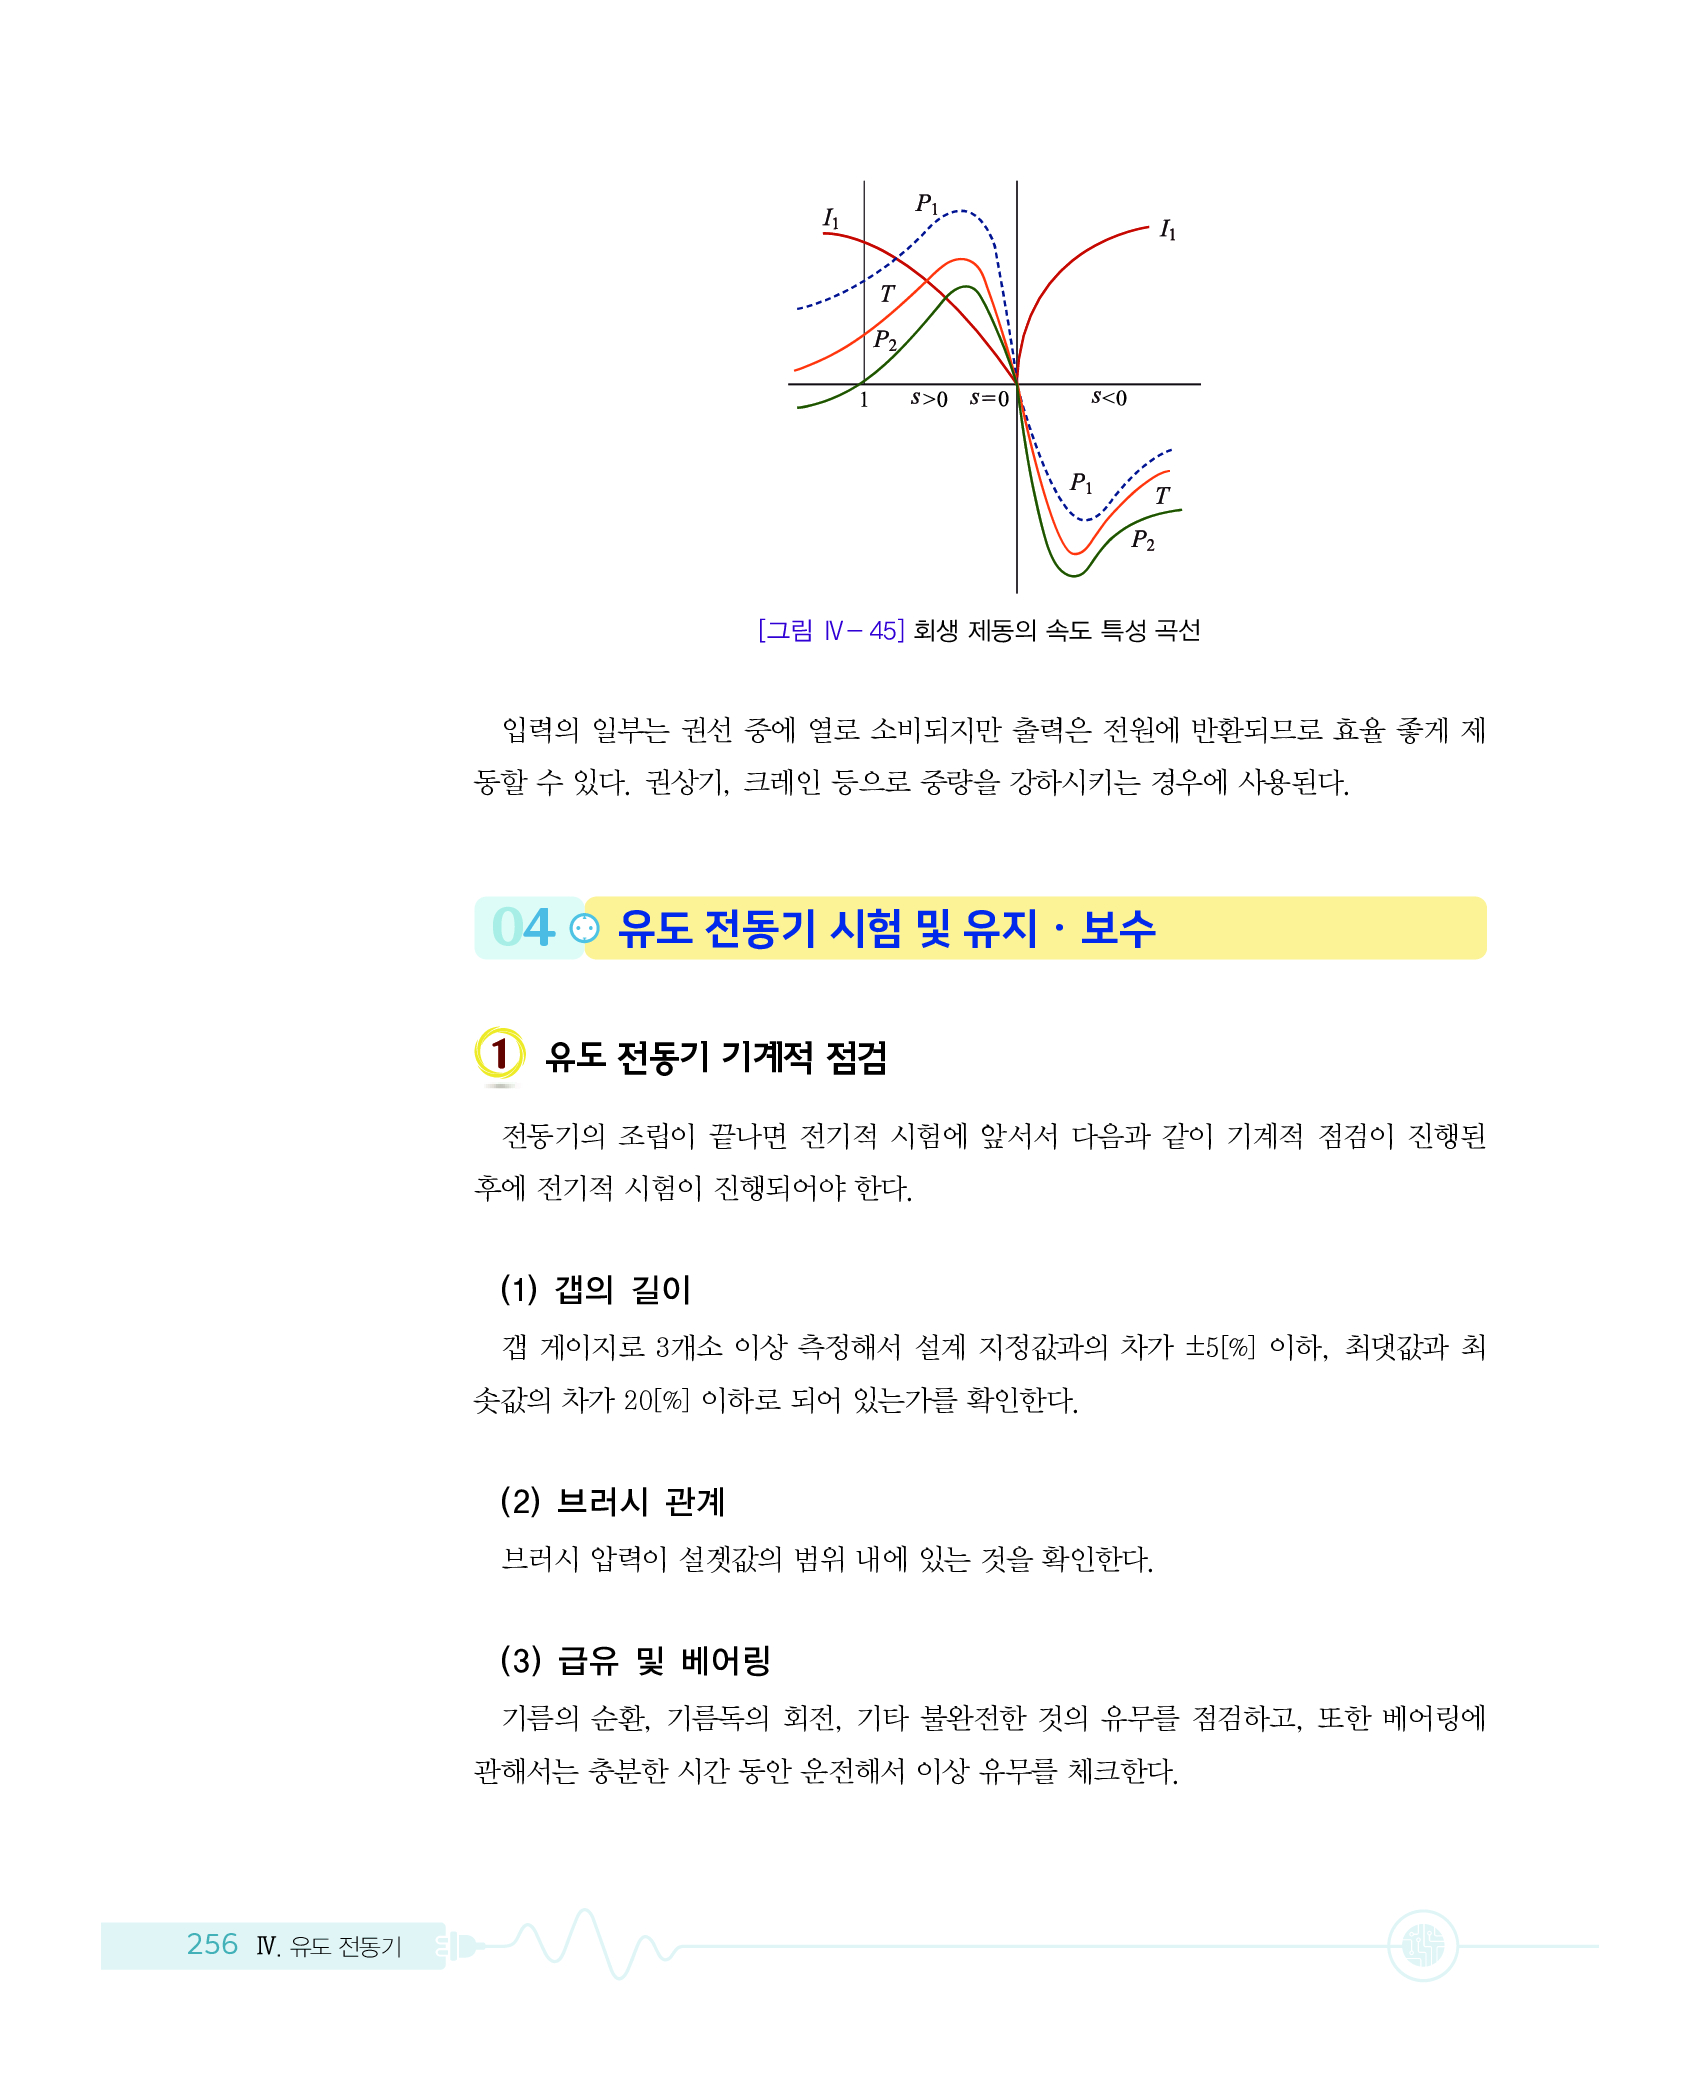 P₁
I₁
I₁
T
P₂
1 s>0 s=0 s<0
P₁
T
P₂
[그림 Ⅳ-45] 회생 제동의 속도 특성 곡선
입력의 일부는 권선 중에 열로 소비되지만 출력은 전원에 반환되므로 효율 좋게 제
동할 수 있다. 권상기, 크레인 등으로 중량을 강하시키는 경우에 사용된다.
04 유도 전동기 시험 및 유지·보수
1 유도 전동기 기계적 점검
전동기의 조립이 끝나면 전기적 시험에 앞서서 다음과 같이 기계적 점검이 진행된
후에 전기적 시험이 진행되어야 한다.
(1) 갭의 길이
갭 게이지로 3개소 이상 측정해서 설계 지정값과의 차가 ±5[%] 이하, 최댓값과 최
솟값의 차가 20[%] 이하로 되어 있는가를 확인한다.
(2) 브러시 관계
브러시 압력이 설곗값의 범위 내에 있는 것을 확인한다.
(3) 급유 및 베어링
기름의 순환, 기름독의 회전, 기타 불완전한 것의 유무를 점검하고, 또한 베어링에
관해서는 충분한 시간 동안 운전해서 이상 유무를 체크한다.
256 Ⅳ. 유도 전동기